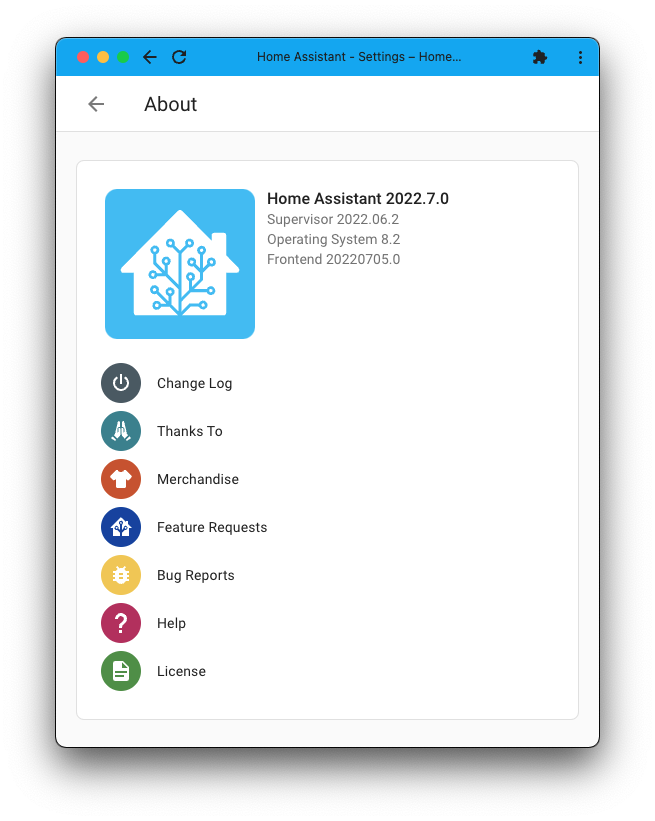 Home Assistant - Settings – Home...
About
Home Assistant 2022.7.0
Supervisor 2022.06.2
Operating System 8.2
Frontend 20220705.0
Change Log
Thanks To
Merchandise
Feature Requests
Bug Reports
Help
License